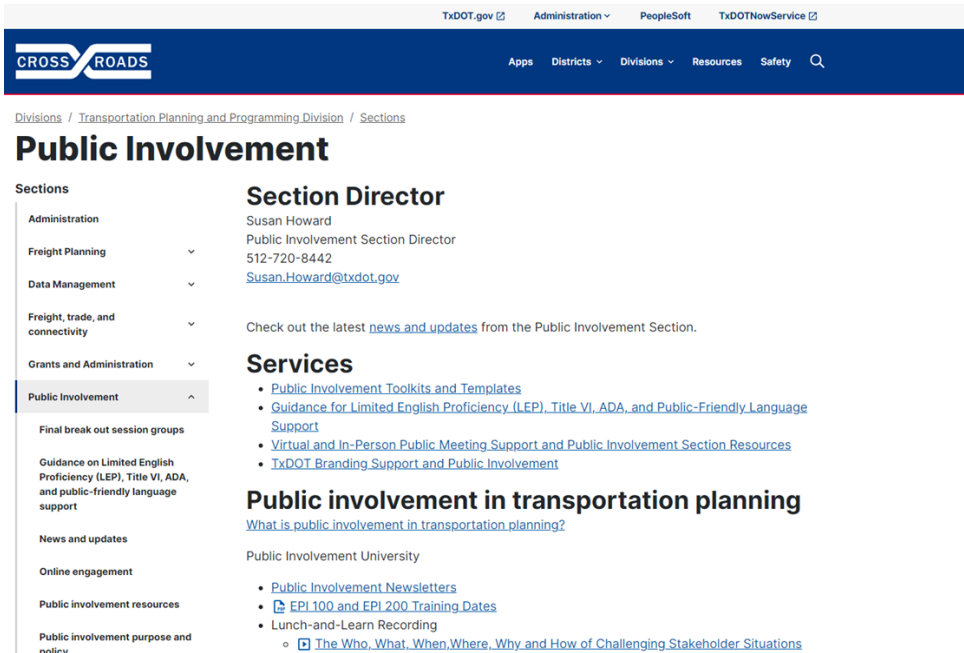 TxDOT.gov
Administration
PeopleSoft
TxDOTNowService
CROSS ROADS
Apps
Districts
Divisions
Resources
Safety
Divisions / Transportation Planning and Programming Division / Sections
Public Involvement
Sections
Administration
Freight Planning
Data Management
Freight, trade, and
connectivity
Grants and Administration
Public Involvement
Final break out session groups
Guidance on Limited English
Proficiency (LEP), Title VI, ADA,
and public-friendly language
support
News and updates
Online engagement
Public involvement resources
Public involvement purpose and
policy
Section Director
Susan Howard
Public Involvement Section Director
512-720-8442
Susan.Howard@txdot.gov
Check out the latest news and updates from the Public Involvement Section.
Services
• Public Involvement Toolkits and Templates
• Guidance for Limited English Proficiency (LEP), Title VI, ADA, and Public-Friendly Language
Support
• Virtual and In-Person Public Meeting Support and Public Involvement Section Resources
• TxDOT Branding Support and Public Involvement
Public involvement in transportation planning
What is public involvement in transportation planning?
Public Involvement University
• Public Involvement Newsletters
• EPI 100 and EPI 200 Training Dates
• Lunch-and-Learn Recording
○ The Who, What, When,Where, Why and How of Challenging Stakeholder Situations